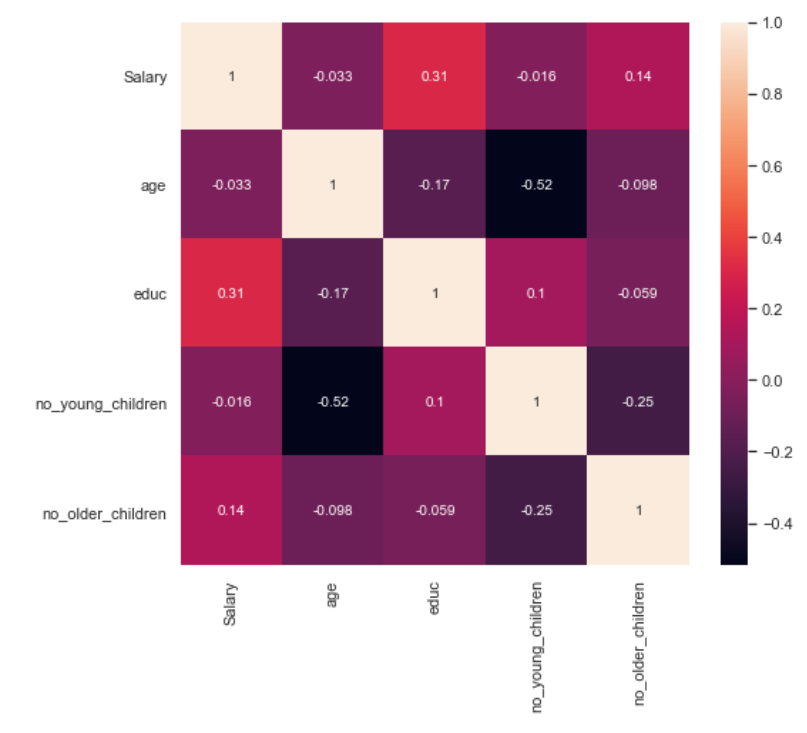 Salary 1 -0.033 0.31 -0.016 0.14
age -0.033 1 -0.17 -0.52 -0.098
educ 0.31 -0.17 1 0.1 -0.059
no_young_children -0.016 -0.52 0.1 1 -0.25
no_older_children 0.14 -0.098 -0.059 -0.25 1
Salary
age
educ
no_young_children
no_older_children
1.0
0.8
0.6
0.4
0.2
0.0
−0.2
−0.4